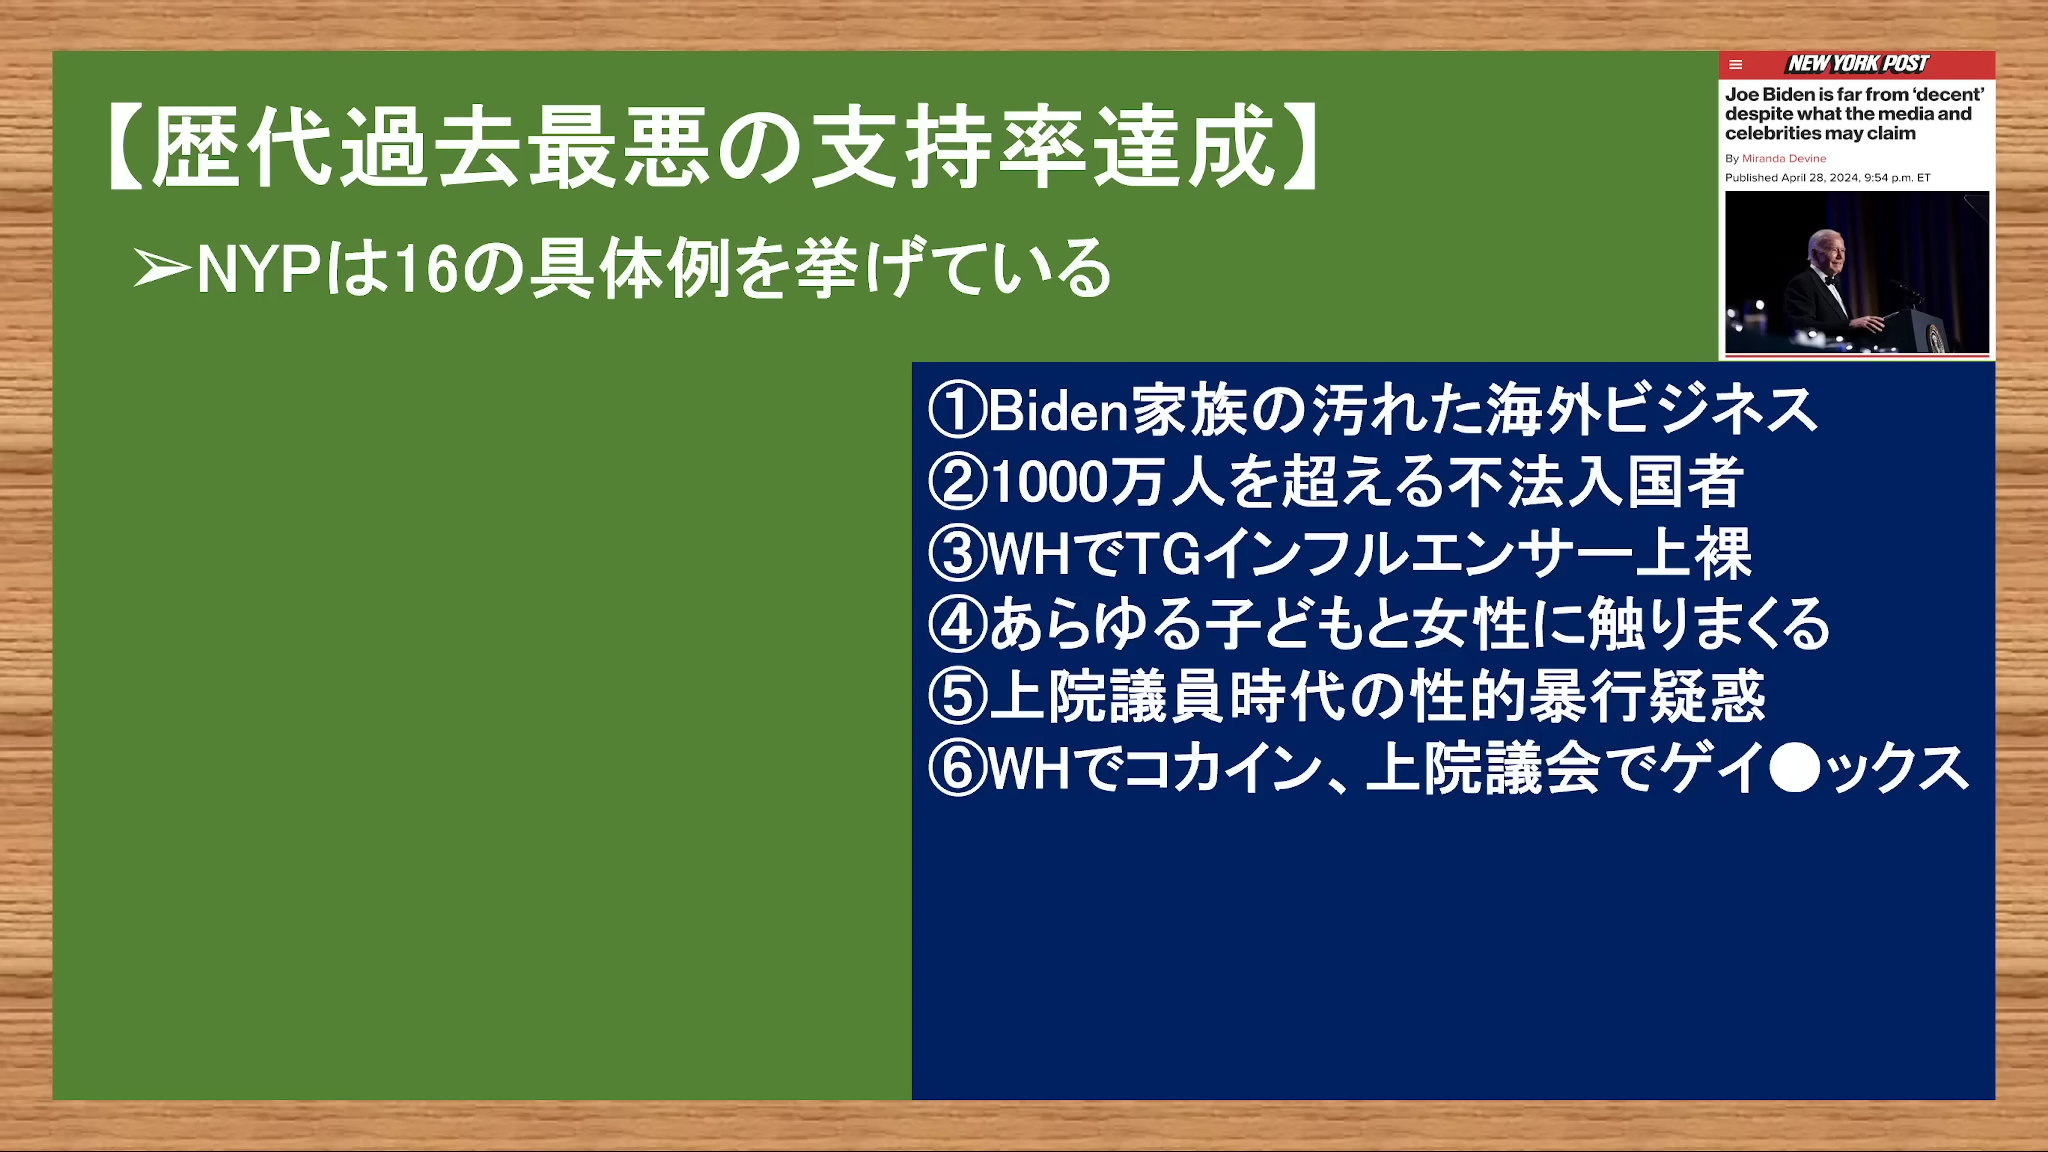 【歴代過去最悪の支持率達成】
➢NYPは16の具体例を挙げている
NEW YORK POST
Joe Biden is far from ‘decent’
despite what the media and
celebrities may claim
By Miranda Devine
Published April 28, 2024, 9:54 p.m. ET
①Biden家族の汚れた海外ビジネス
②1000万人を超える不法入国者
③WHでTGインフルエンサー上裸
④あらゆる子どもと女性に触りまくる
⑤上院議員時代の性的暴行疑惑
⑥WHでコカイン、上院議会でゲイ●ックス